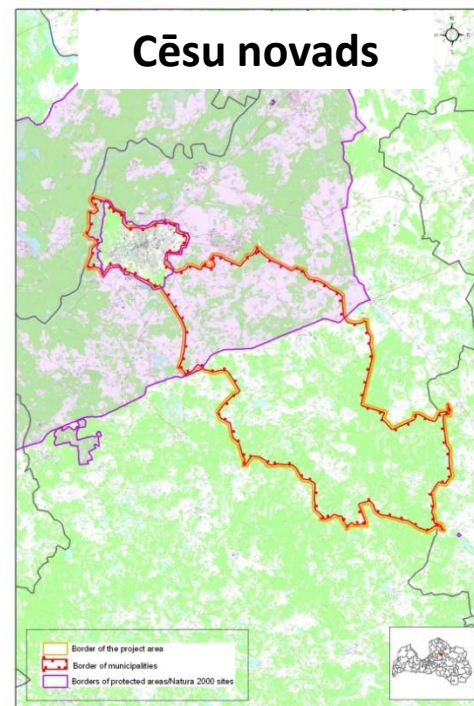 Cēsu novads
Border of the project area
Border of municipalities
Borders of protected areas/Natura 2000 sites